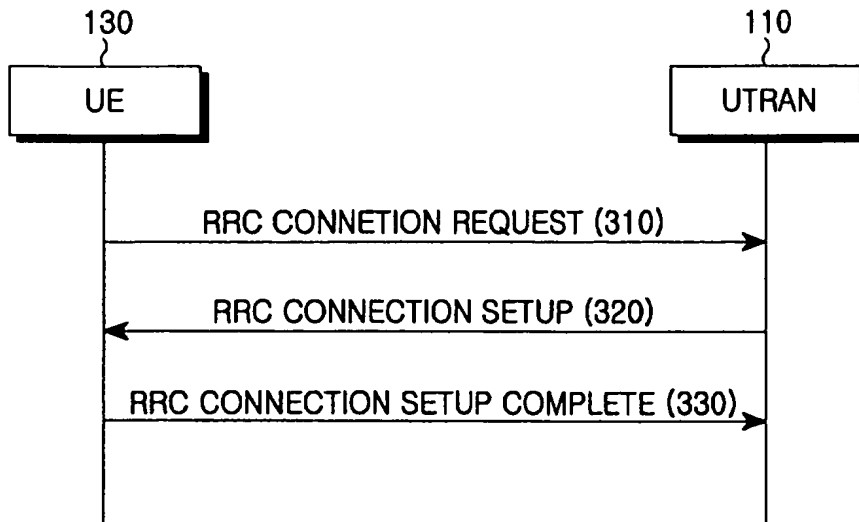 130
110
UE
UTRAN
RRC CONNETION REQUEST (310)
RRC CONNECTION SETUP (320)
RRC CONNECTION SETUP COMPLETE (330)